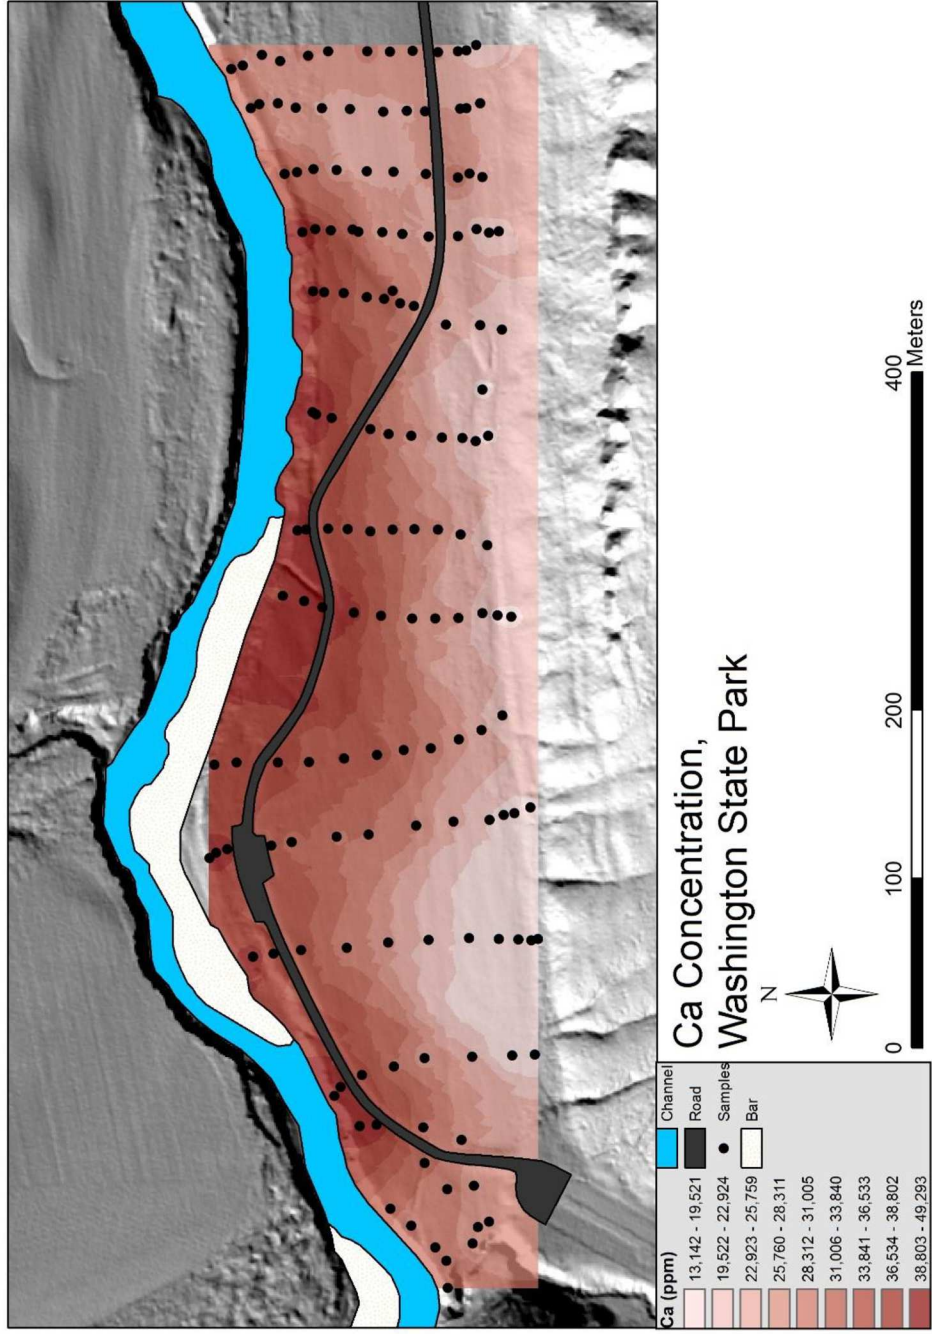 Ca Concentration,
Washington State Park
N
0 100 200 400
Meters
Ca (ppm)
13,142 - 19,521
19,522 - 22,924
22,923 - 25,759
25,760 - 28,311
28,312 - 31,005
31,006 - 33,840
33,841 - 36,533
36,534 - 38,802
38,803 - 49,293
Channel
Road
Samples
Bar